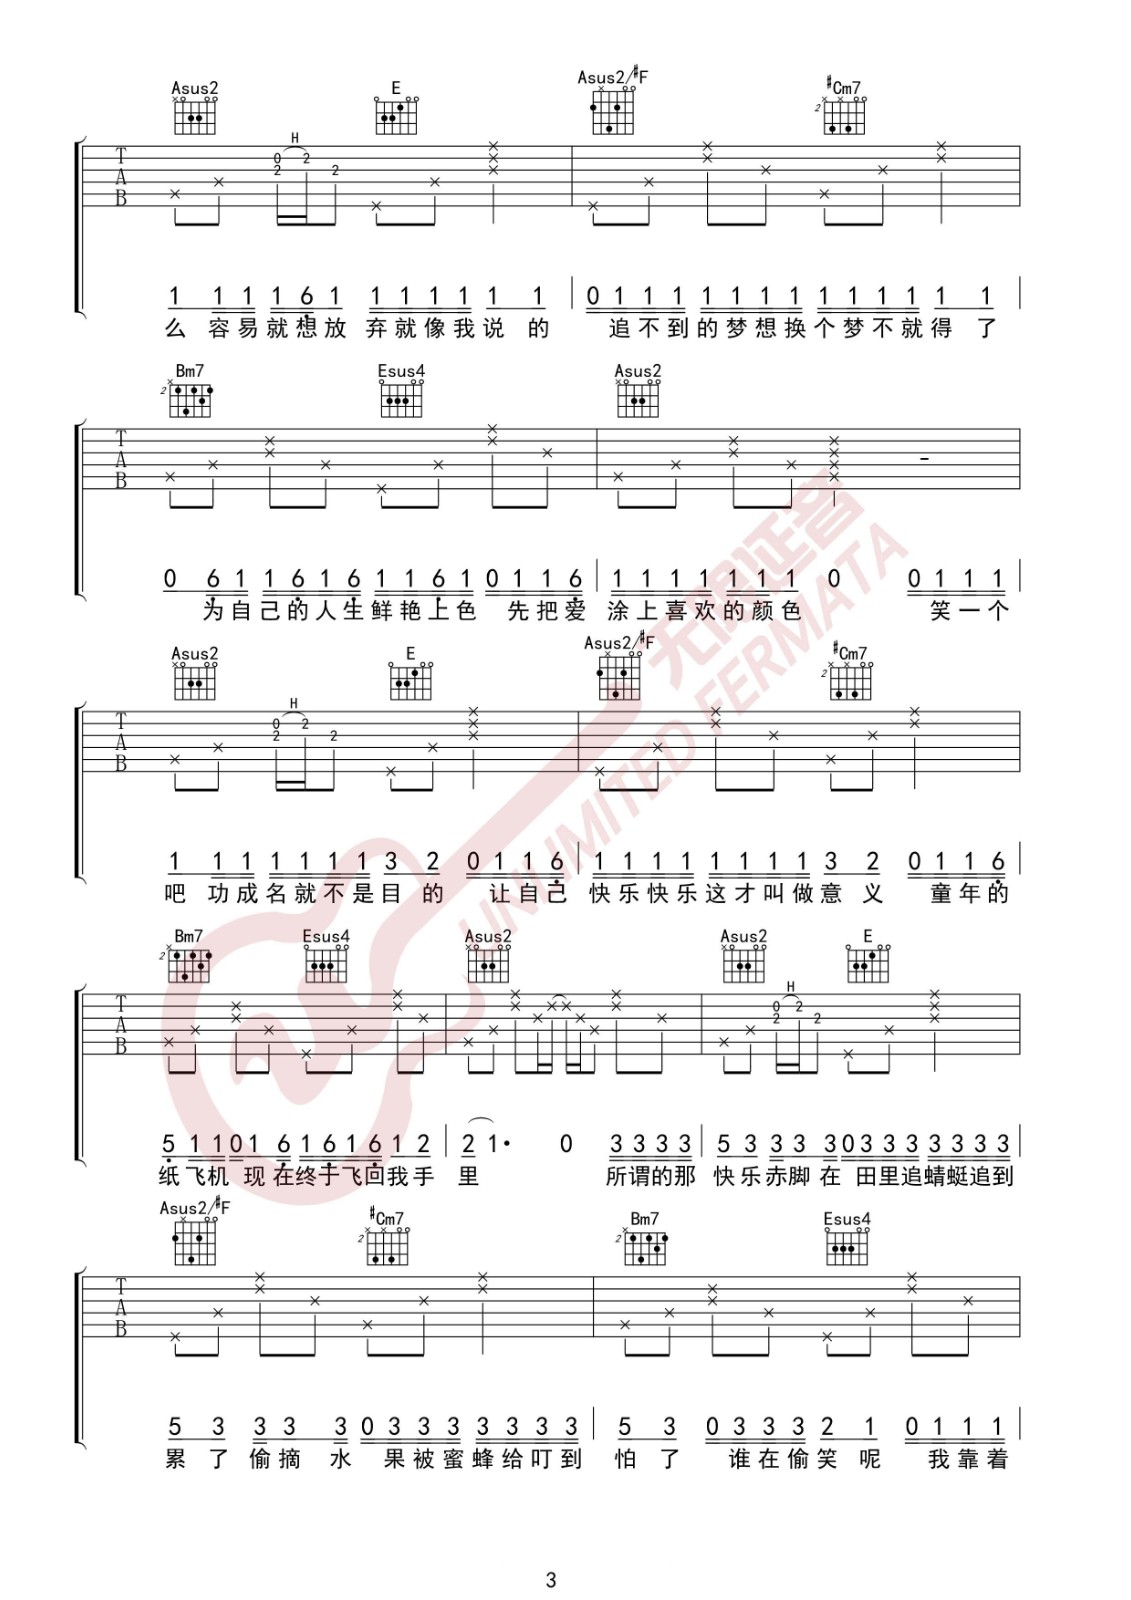 Asus2 E Asus2/#F #Cm7
H
0 2
2 2
T A B
1 1 1 1 6 1 1 1 1 1 1 1 0 1 1 1 1 1 1 1 1 1 1 1 1 1
么 容易就想放 弃就像我说 的 追不到的梦想换个梦不就得 了
Bm7 Esus4 Asus2
T A B
-
0 6 1 1 6 1 6 1 1 6 1 0 1 1 6 1 1 1 1 1 1 1 0 0 1 1 1
为自己的人生鲜艳上色 先把爱 涂上喜欢的颜色 笑一个
Asus2 E Asus2/#F #Cm7
H
0 2
2 2
T A B
1 1 1 1 1 1 1 3 2 0 1 1 6 1 1 1 1 1 1 1 1 3 2 0 1 1 6
吧 功成名就不是目 的 让自己 快乐快乐这才叫做意 义 童年的
Bm7 Esus4 Asus2 Asus2 E
H
0 2
2 2
T A B
5 1 1 0 1 6 1 6 1 6 1 2 2 1· 0 3 3 3 3 5 3 3 3 3 0 3 3 3 3 3 3 3
纸飞机 现在终于飞回我手 里 所谓的那 快乐赤脚在 田里追蜻蜓追到
Asus2/#F #Cm7 Bm7 Esus4
T A B
5 3 3 3 3 0 3 3 3 3 3 3 3 5 3 0 3 3 3 2 1 0 1 1 1
累 了 偷摘 水 果被蜜蜂给叮到 怕 了 谁在偷笑 呢 我靠着
无限延音
UNLIMITED FERMATA
3